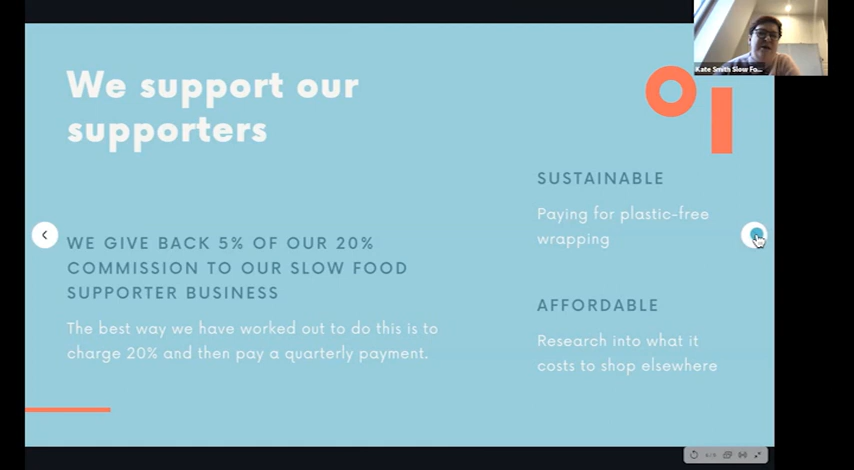 Kate Smith Slow Fo...
We support our
supporters
WE GIVE BACK 5% OF OUR 20%
COMMISSION TO OUR SLOW FOOD
SUPPORTER BUSINESS
The best way we have worked out to do this is to
charge 20% and then pay a quarterly payment.
SUSTAINABLE
Paying for plastic-free
wrapping
AFFORDABLE
Research into what it
costs to shop elsewhere